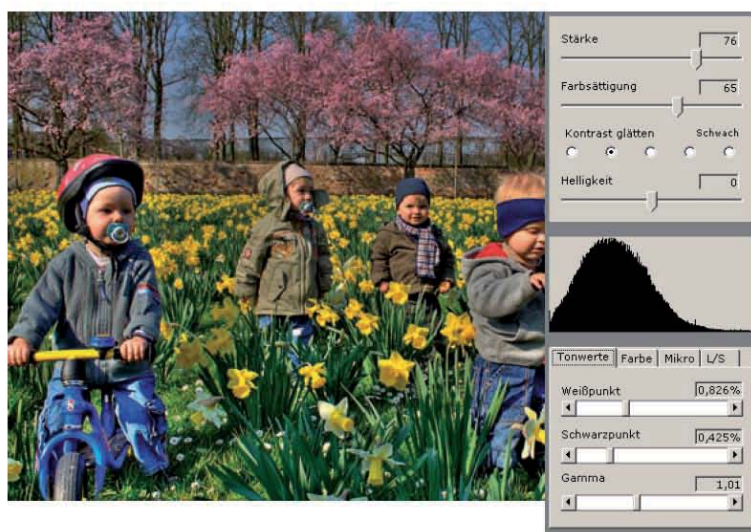 Stärke 76
Farbsättigung 65
Kontrast glätten Schwach
Helligkeit 0
Tonwerte Farbe Mikro L/S
Weißpunkt 0,826%
Schwarzpunkt 0,425%
Gamma 1,01